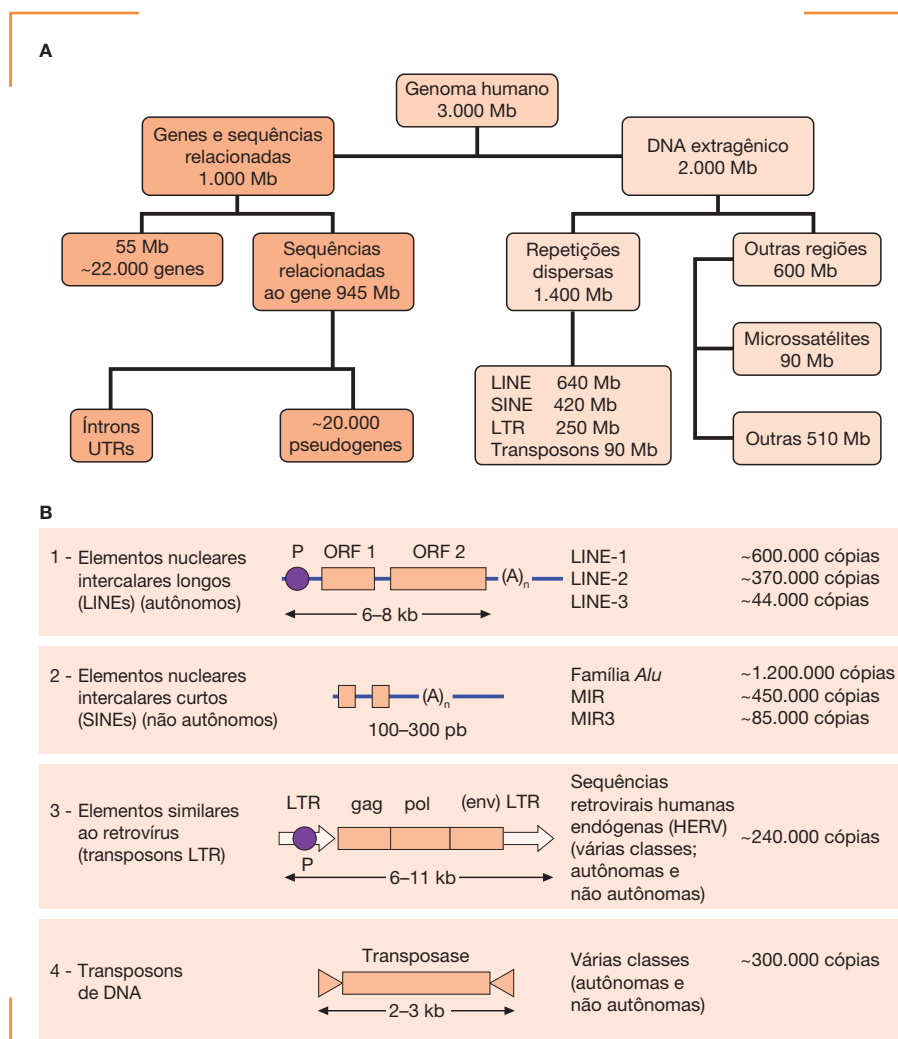 A
Genoma humano
3.000 Mb
Genes e sequências
relacionadas
1.000 Mb
DNA extragênico
2.000 Mb
55 Mb
~22.000 genes
Sequências
relacionadas
ao gene 945 Mb
Repetições
dispersas
1.400 Mb
Outras regiões
600 Mb
Microssatélites
90 Mb
Íntrons
UTRs
~20.000
pseudogenes
LINE 640 Mb
SINE 420 Mb
LTR 250 Mb
Transposons 90 Mb
Outras 510 Mb
B
1 - Elementos nucleares
intercalares longos
(LINEs) (autônomos)
P ORF 1 ORF 2
(A)n
6–8 kb
LINE-1 ~600.000 cópias
LINE-2 ~370.000 cópias
LINE-3 ~44.000 cópias
2 - Elementos nucleares
intercalares curtos
(SINEs) (não autônomos)
(A)n
100–300 pb
Família Alu ~1.200.000 cópias
MIR ~450.000 cópias
MIR3 ~85.000 cópias
3 - Elementos similares
ao retrovírus
(transposons LTR)
LTR gag pol (env) LTR
P
6–11 kb
Sequências
retrovirais humanas
endógenas (HERV)
(várias classes;
autônomas e
não autônomas)
~240.000 cópias
4 - Transposons
de DNA
Transposase
2–3 kb
Várias classes
(autônomas e
não autônomas)
~300.000 cópias